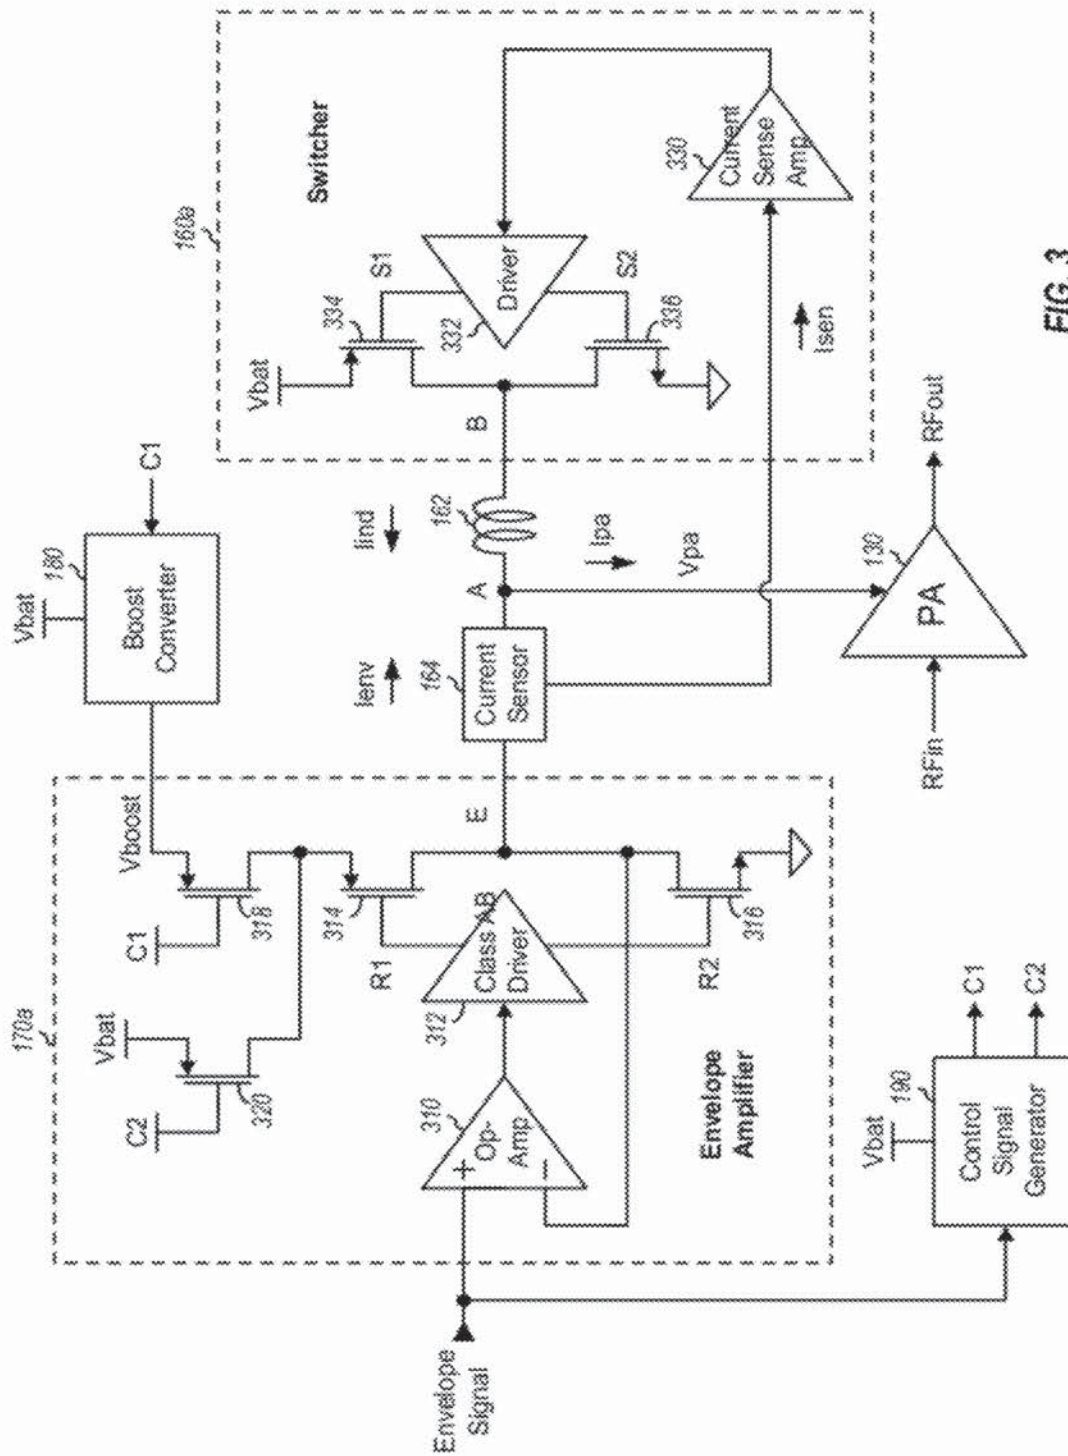 Vbat
180
Boost
Converter
C1
160a
Switcher
Vbat
334
S1
332
Driver
B
S2
336
330
Current
Sense
Amp
Isen
Iind
162
A
Ipa
Vpa
Ienv
164
Current
Sensor
130
PA
RFin
RFout
170a
Vboost
C1
318
Vbat
C2
320
314
R1
E
Class AB
Driver
312
R2
316
310
Op-
Amp
+
−
Envelope
Amplifier
Envelope
Signal
Vbat
190
Control
Signal
Generator
C1
C2
FIG. 3